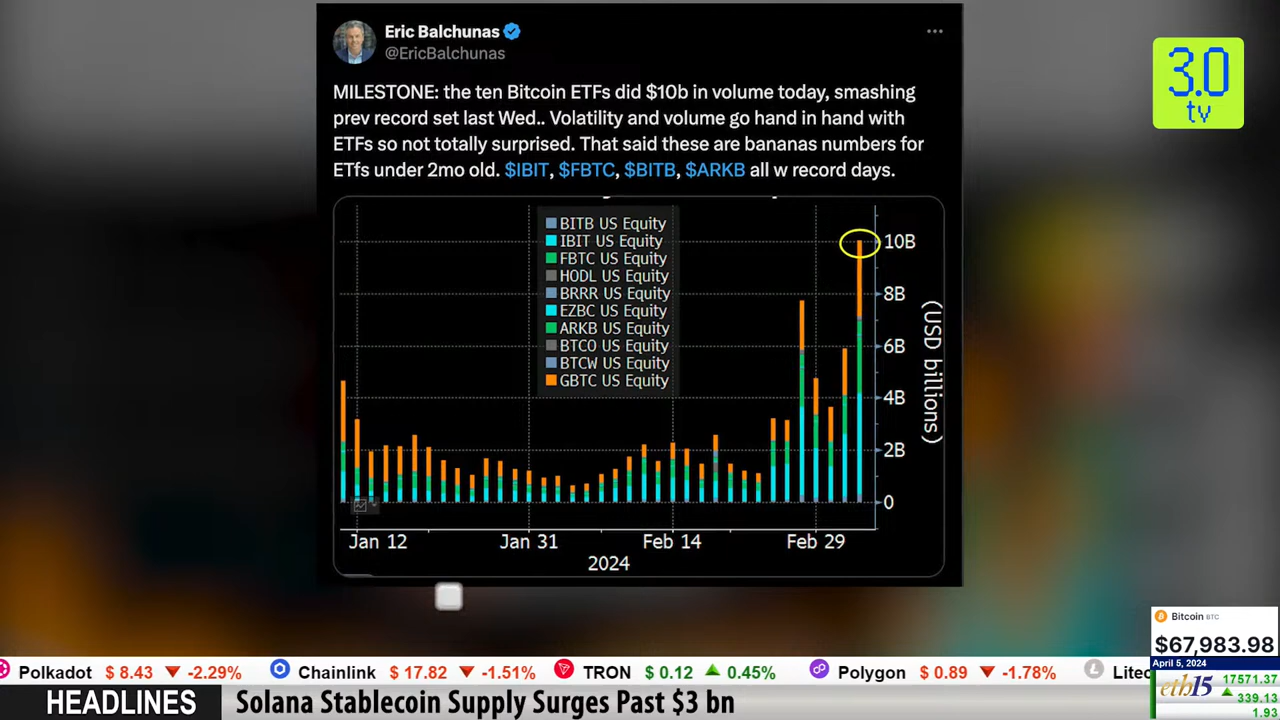 Eric Balchunas
@EricBalchunas
MILESTONE: the ten Bitcoin ETFs did $10b in volume today, smashing
prev record set last Wed.. Volatility and volume go hand in hand with
ETFs so not totally surprised. That said these are bananas numbers for
ETfs under 2mo old. $IBIT, $FBTC, $BITB, $ARKB all w record days.
BITB US Equity
IBIT US Equity
FBTC US Equity
HODL US Equity
BRRR US Equity
EZBC US Equity
ARKB US Equity
BTCO US Equity
BTCW US Equity
GBTC US Equity
10B
8B
6B
4B
2B
0
(USD billions)
Jan 12 Jan 31 Feb 14 Feb 29
2024
3.0
tv
Bitcoin BTC
$67,983.98
April 5, 2024
eth15
17571.37
339.13
1.93
Polkadot $ 8.43 -2.29% Chainlink $ 17.82 -1.51% TRON $ 0.12 0.45% Polygon $ 0.89 -1.78% Litec
HEADLINES Solana Stablecoin Supply Surges Past $3 bn